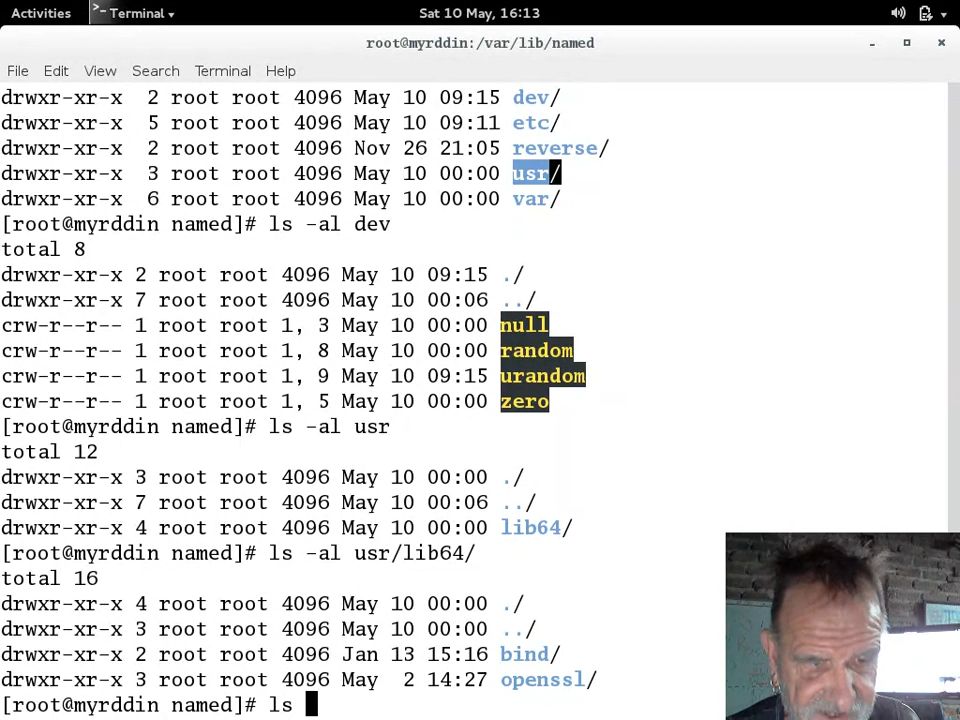 Activities >_ Terminal ▾ Sat 10 May, 16:13
root@myrddin:/var/lib/named
File Edit View Search Terminal Help
drwxr-xr-x  2 root root 4096 May 10 09:15 dev/
drwxr-xr-x  5 root root 4096 May 10 09:11 etc/
drwxr-xr-x  2 root root 4096 Nov 26 21:05 reverse/
drwxr-xr-x  3 root root 4096 May 10 00:00 usr/
drwxr-xr-x  6 root root 4096 May 10 00:00 var/
[root@myrddin named]# ls -al dev
total 8
drwxr-xr-x 2 root root 4096 May 10 09:15 ./
drwxr-xr-x 7 root root 4096 May 10 00:06 ../
crw-r--r-- 1 root root 1, 3 May 10 00:00 null
crw-r--r-- 1 root root 1, 8 May 10 00:00 random
crw-r--r-- 1 root root 1, 9 May 10 09:15 urandom
crw-r--r-- 1 root root 1, 5 May 10 00:00 zero
[root@myrddin named]# ls -al usr
total 12
drwxr-xr-x 3 root root 4096 May 10 00:00 ./
drwxr-xr-x 7 root root 4096 May 10 00:06 ../
drwxr-xr-x 4 root root 4096 May 10 00:00 lib64/
[root@myrddin named]# ls -al usr/lib64/
total 16
drwxr-xr-x 4 root root 4096 May 10 00:00 ./
drwxr-xr-x 3 root root 4096 May 10 00:00 ../
drwxr-xr-x 2 root root 4096 Jan 13 15:16 bind/
drwxr-xr-x 3 root root 4096 May  2 14:27 openssl/
[root@myrddin named]# ls